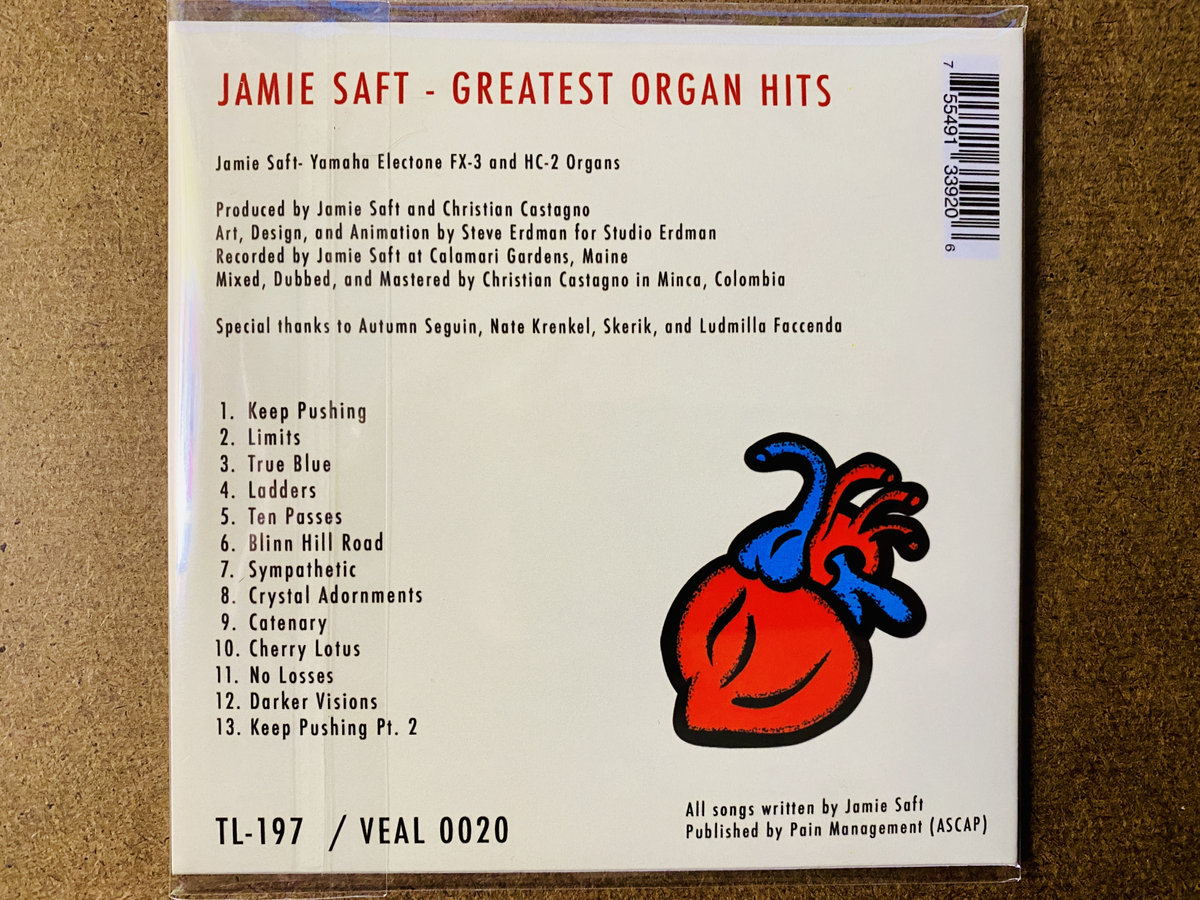 JAMIE SAFT - GREATEST ORGAN HITS
Jamie Saft- Yamaha Electone FX-3 and HC-2 Organs
Produced by Jamie Saft and Christian Castagno
Art, Design, and Animation by Steve Erdman for Studio Erdman
Recorded by Jamie Saft at Calamari Gardens, Maine
Mixed, Dubbed, and Mastered by Christian Castagno in Minca, Colombia
Special thanks to Autumn Seguin, Nate Krenkel, Skerik, and Ludmilla Faccenda
1. Keep Pushing
2. Limits
3. True Blue
4. Ladders
5. Ten Passes
6. Blinn Hill Road
7. Sympathetic
8. Crystal Adornments
9. Catenary
10. Cherry Lotus
11. No Losses
12. Darker Visions
13. Keep Pushing Pt. 2
TL-197 / VEAL 0020
All songs written by Jamie Saft
Published by Pain Management (ASCAP)
7 55491 33920 6